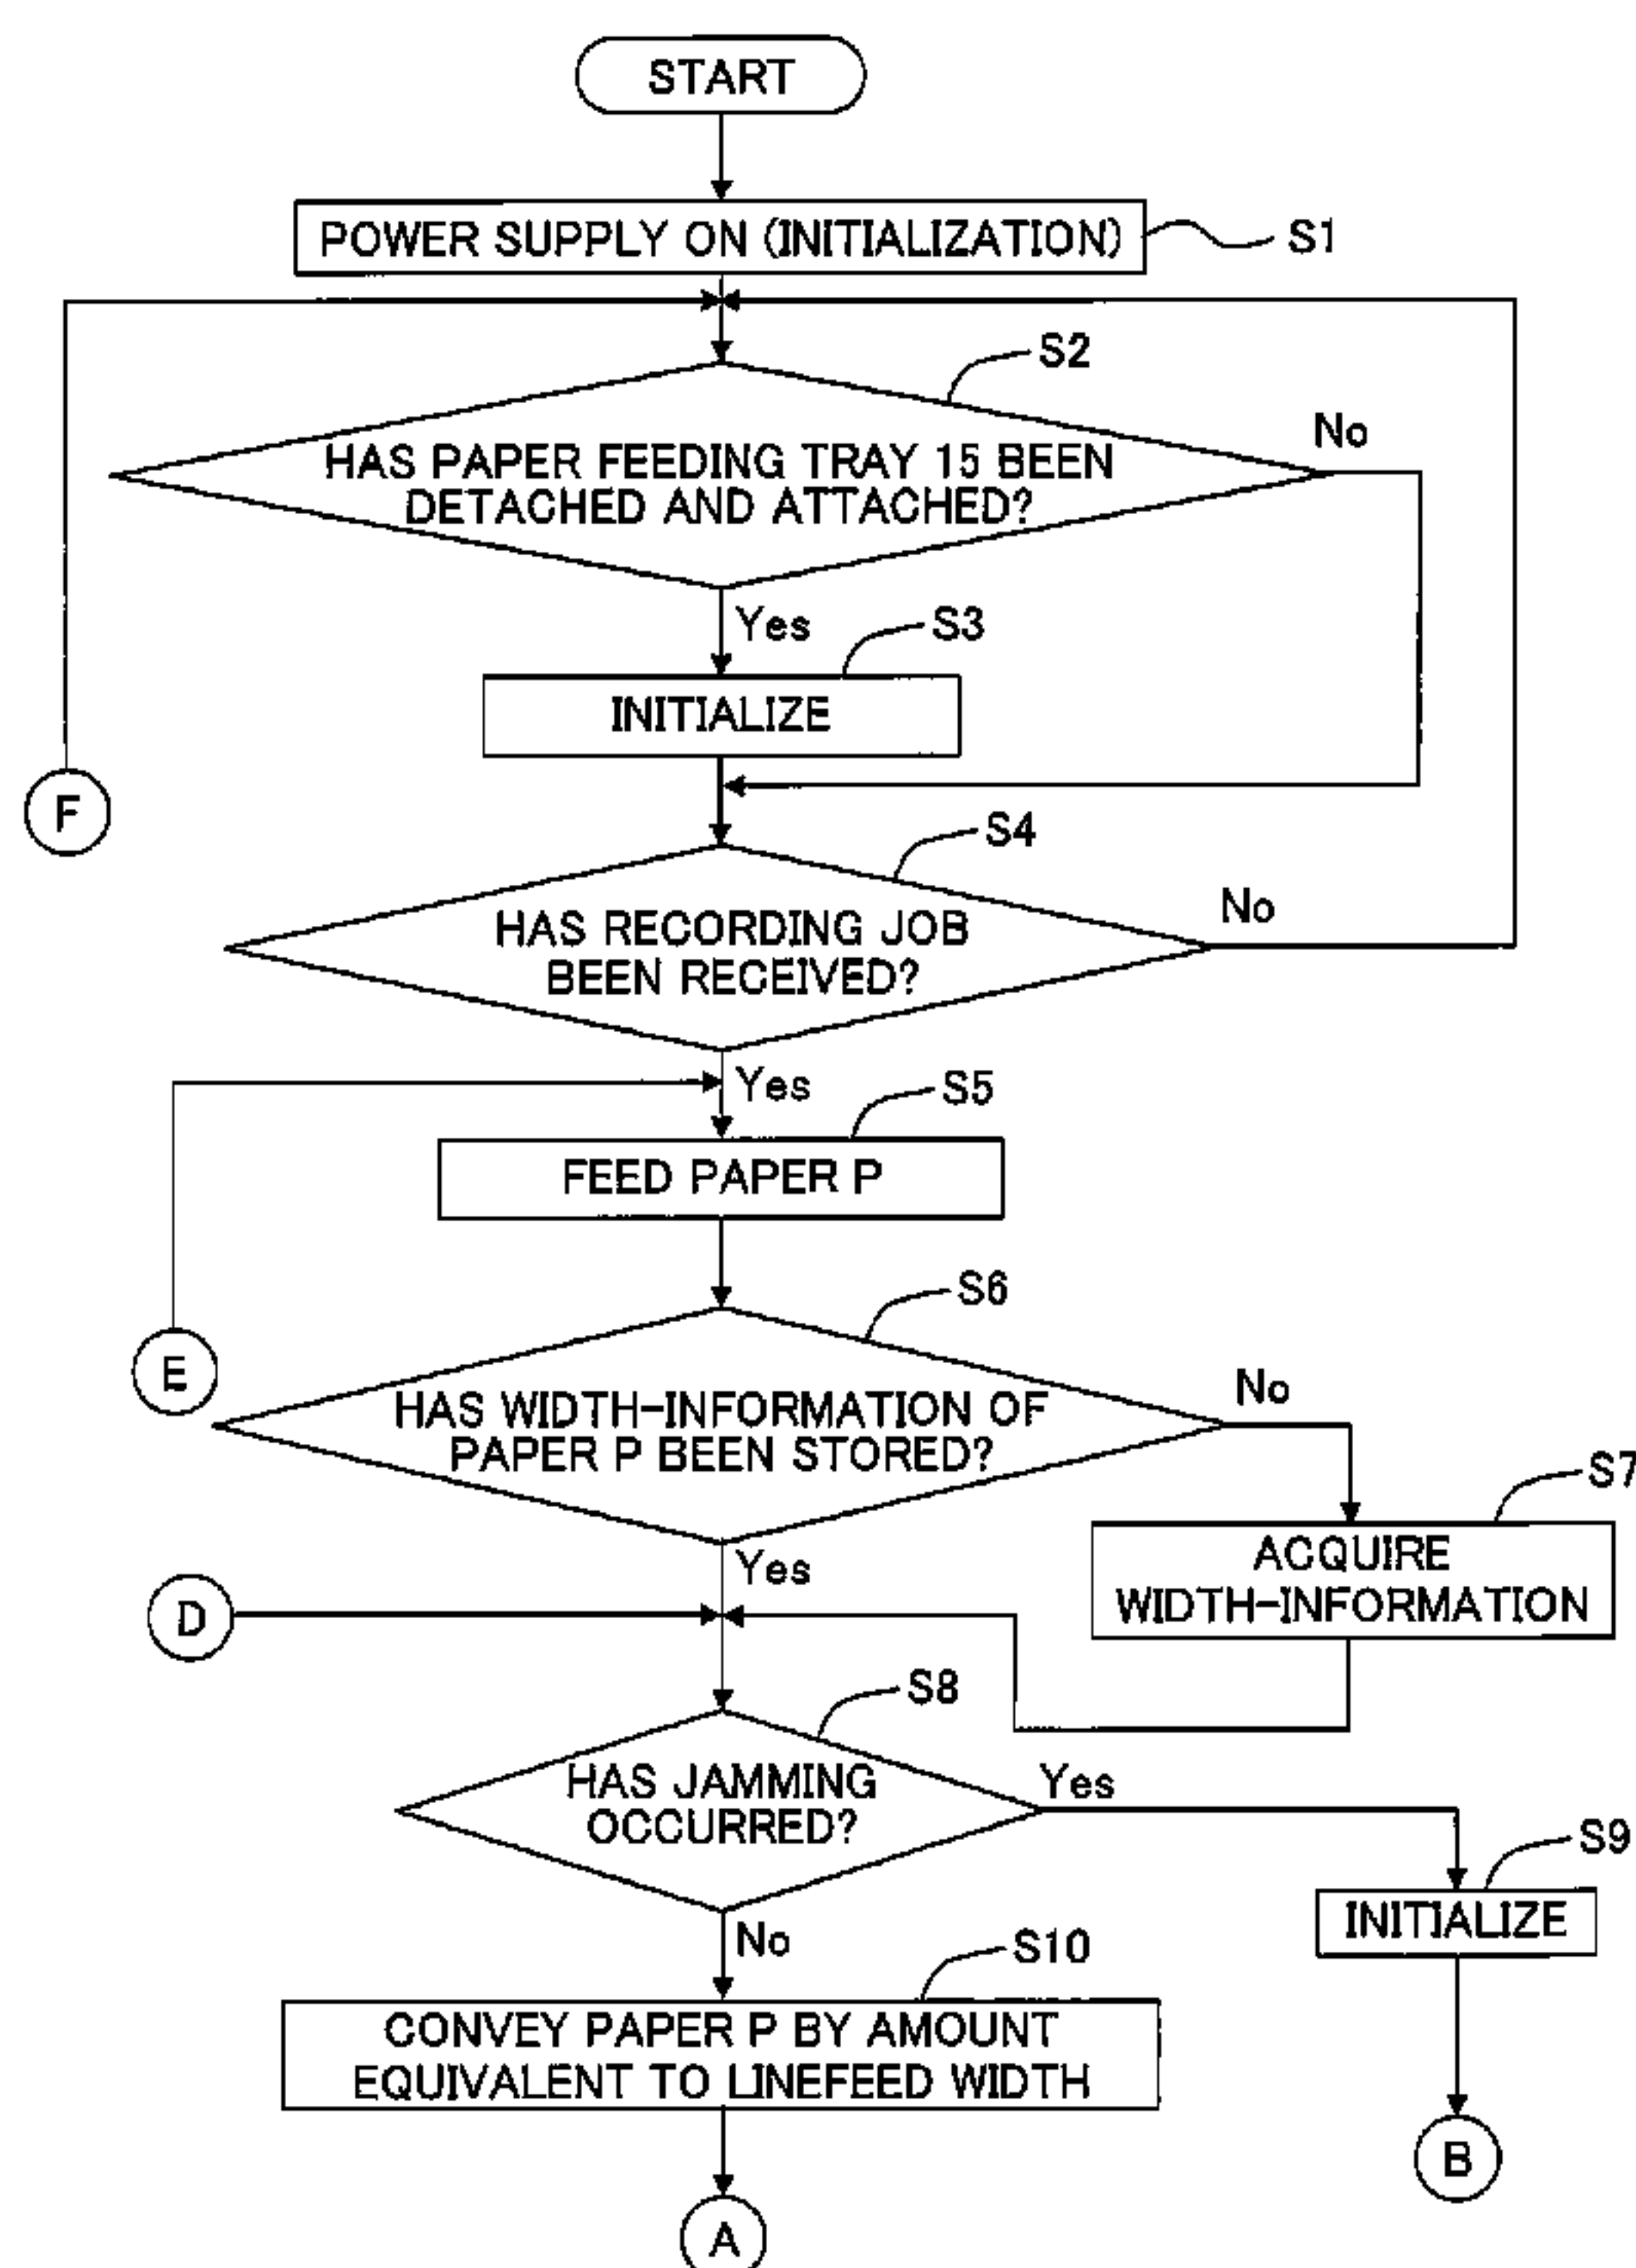 START
POWER SUPPLY ON (INITIALIZATION)
S1
S2
No
HAS PAPER FEEDING TRAY 15 BEEN
DETACHED AND ATTACHED?
Yes
S3
INITIALIZE
F
S4
No
HAS RECORDING JOB
BEEN RECEIVED?
Yes
S5
FEED PAPER P
S6
E
No
HAS WIDTH-INFORMATION OF
PAPER P BEEN STORED?
S7
Yes
ACQUIRE
WIDTH-INFORMATION
D
S8
HAS JAMMING
OCCURRED?
Yes
S9
INITIALIZE
No
S10
CONVEY PAPER P BY AMOUNT
EQUIVALENT TO LINEFEED WIDTH
B
A